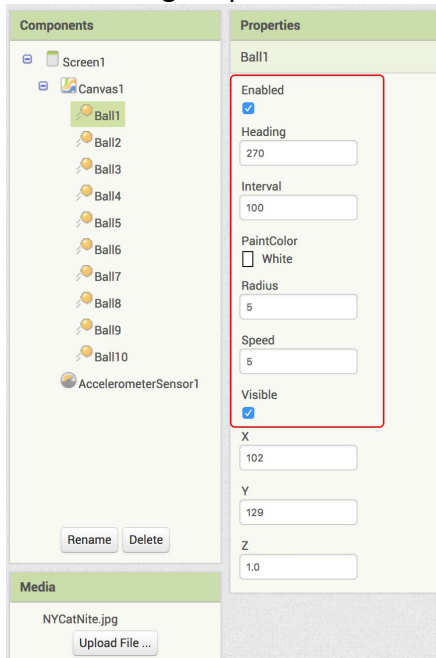 Components
Screen1
Canvas1
Ball1
Ball2
Ball3
Ball4
Ball5
Ball6
Ball7
Ball8
Ball9
Ball10
AccelerometerSensor1
Rename Delete
Media
NYCatNite.jpg
Upload File ...
Properties
Ball1
Enabled
Heading
270
Interval
100
PaintColor
White
Radius
5
Speed
5
Visible
X
102
Y
129
Z
1.0